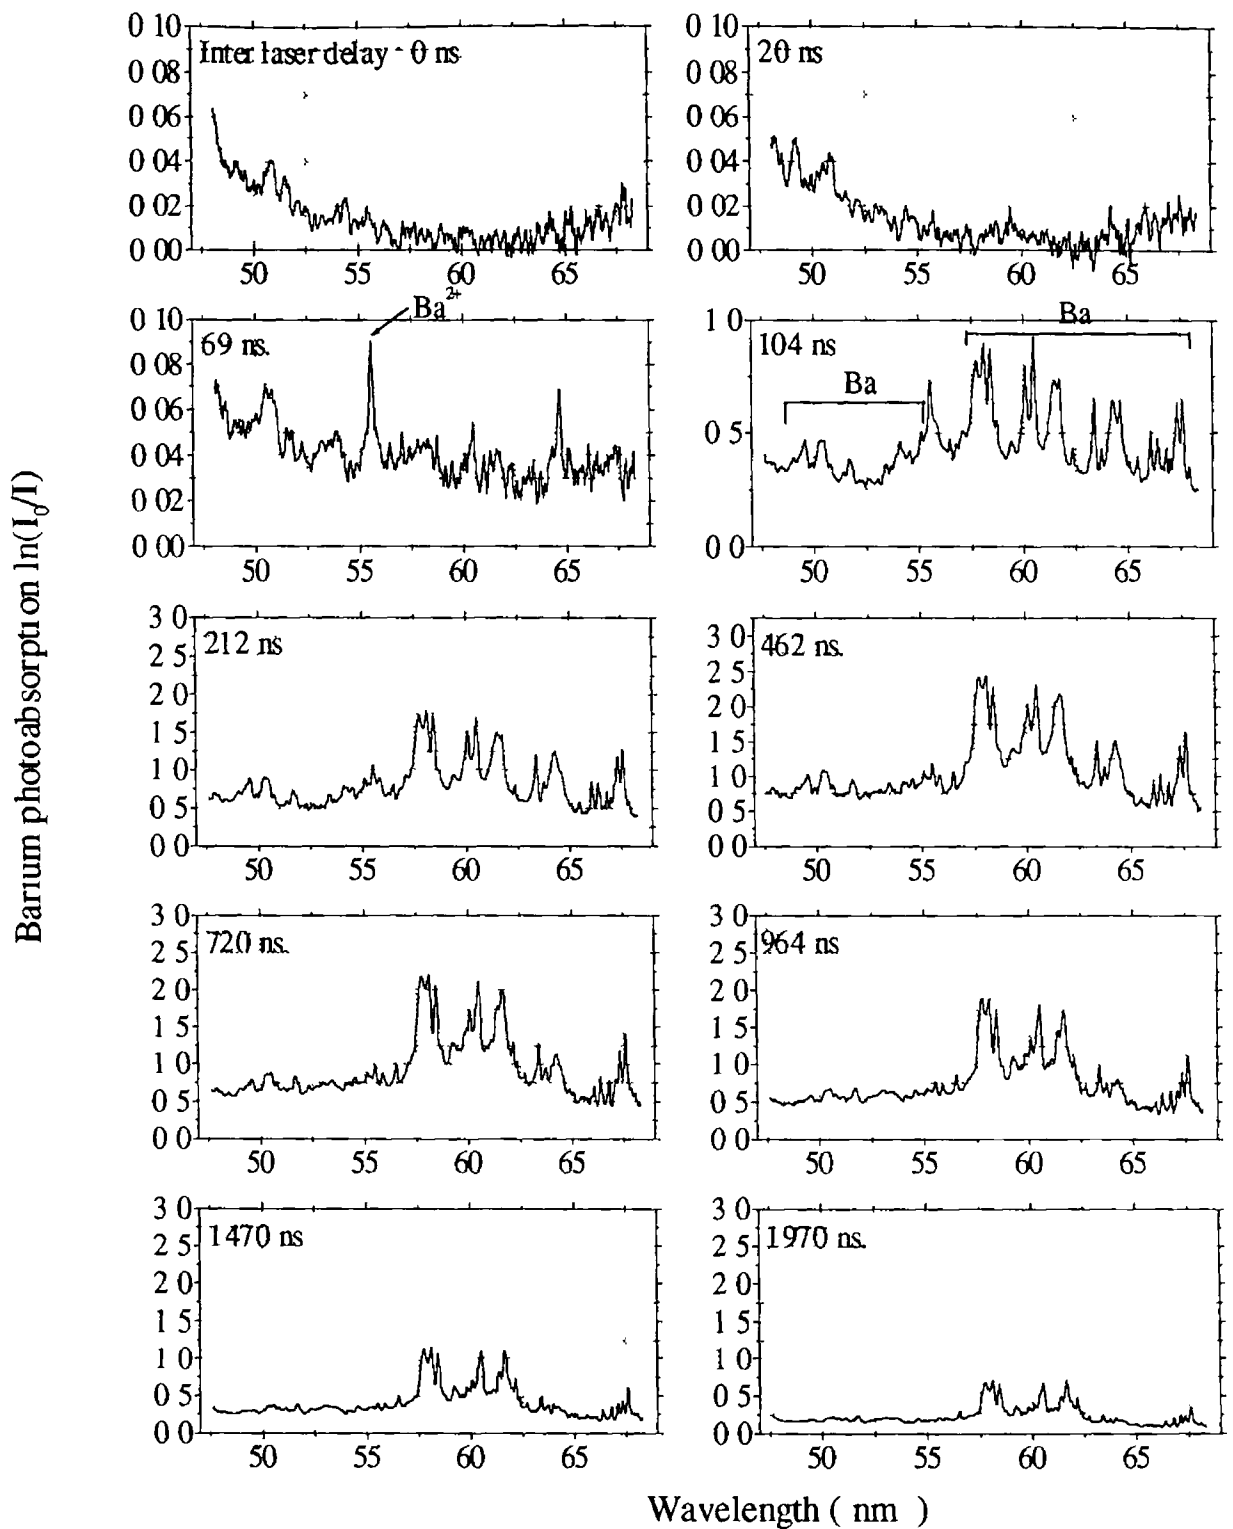 Barium photoabsorption ln(I0/I)
Inter laser delay - 0 ns
0 10
0 08
0 06
0 04
0 02
0 00
50 55 60 65
20 ns
0 10
0 08
0 06
0 04
0 02
0 00
50 55 60 65
69 ns.
Ba2+
0 10
0 08
0 06
0 04
0 02
0 00
50 55 60 65
104 ns
Ba
Ba
1 0
0 5
0 0
50 55 60 65
212 ns
3 0
2 5
2 0
1 5
1 0
0 5
0 0
50 55 60 65
462 ns.
3 0
2 5
2 0
1 5
1 0
0 5
0 0
50 55 60 65
720 ns.
3 0
2 5
2 0
1 5
1 0
0 5
0 0
50 55 60 65
964 ns
3 0
2 5
2 0
1 5
1 0
0 5
0 0
50 55 60 65
1470 ns
3 0
2 5
2 0
1 5
1 0
0 5
0 0
50 55 60 65
1970 ns.
3 0
2 5
2 0
1 5
1 0
0 5
0 0
50 55 60 65
Wavelength ( nm )